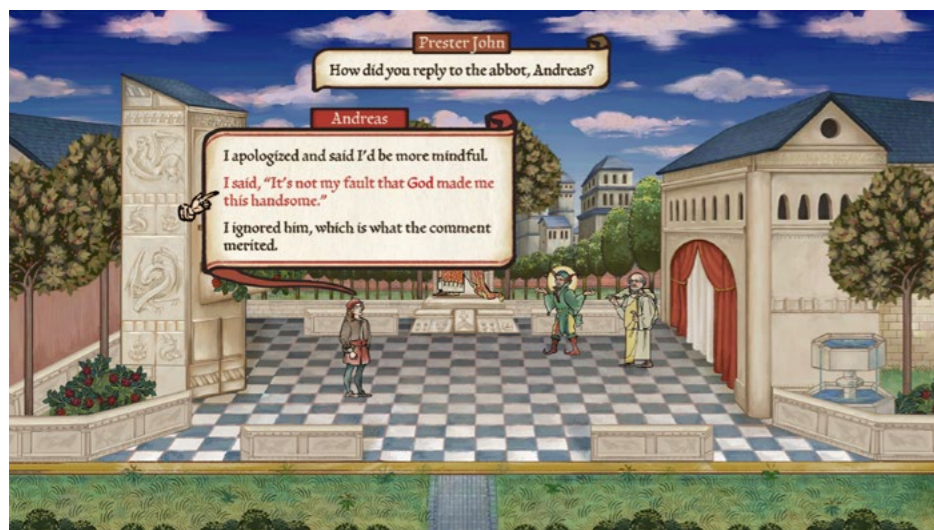 Prester John
How did you reply to the abbot, Andreas?
Andreas
I apologized and said I'd be more mindful.
I said, "It's not my fault that God made me
this handsome."
I ignored him, which is what the comment
merited.